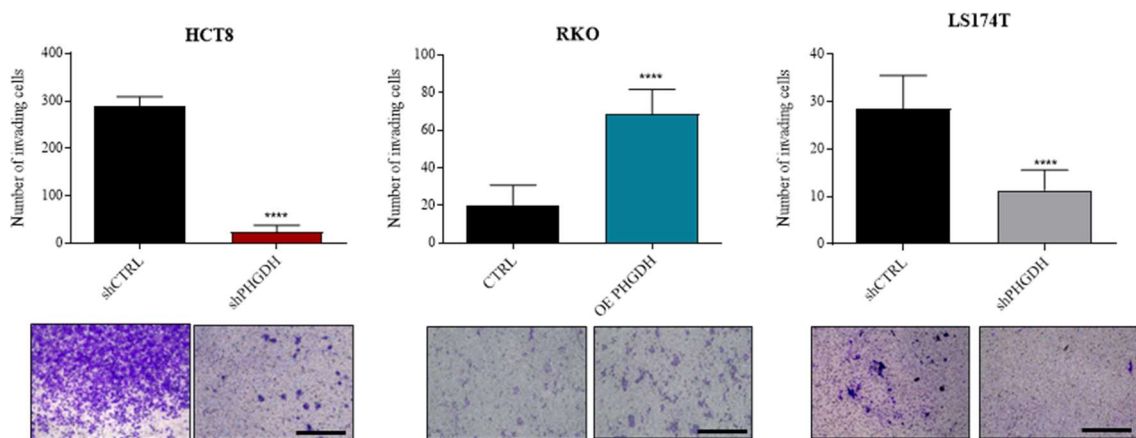 HCT8
Number of invading cells
400
300
200
100
0
****
shCTRL
shPHGDH
RKO
Number of invading cells
100
80
60
40
20
0
****
CTRL
OE PHGDH
LS174T
Number of invading cells
40
30
20
10
0
****
shCTRL
shPHGDH